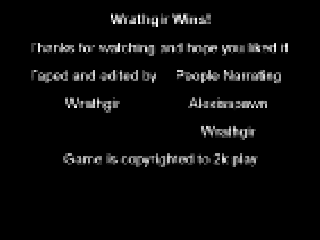 Wrathgir Wins!
Thanks for watching and hope you liked it
Taped and edited by People Narrating
Wrathgir Alexisspawn
Wrathgir
Game is copyrighted to 2k play